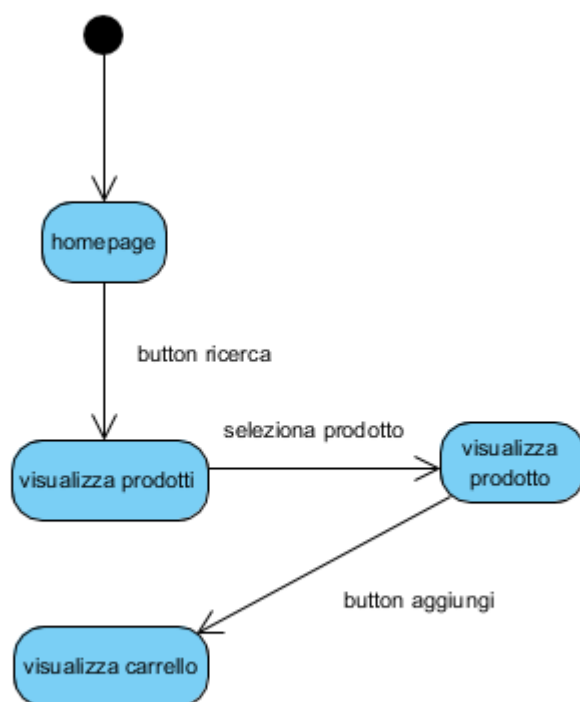 homepage
button ricerca
seleziona prodotto
visualizza prodotti
visualizza
prodotto
button aggiungi
visualizza carrello